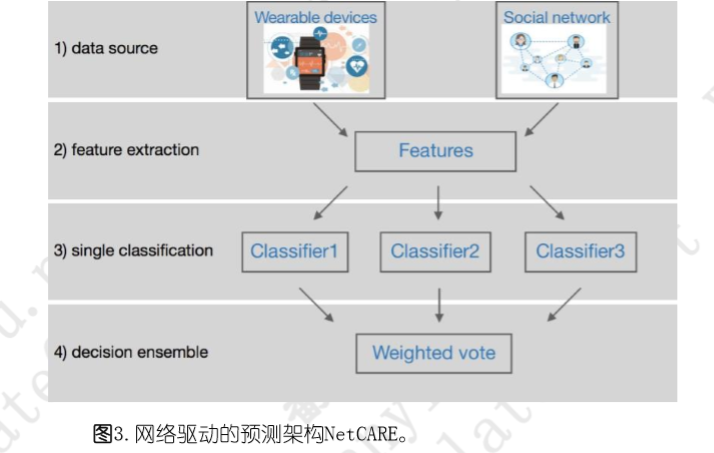 Wearable devices
Social network
1) data source
2) feature extraction
Features
3) single classification
Classifier1
Classifier2
Classifier3
4) decision ensemble
Weighted vote
图3.网络驱动的预测架构NetCARE。